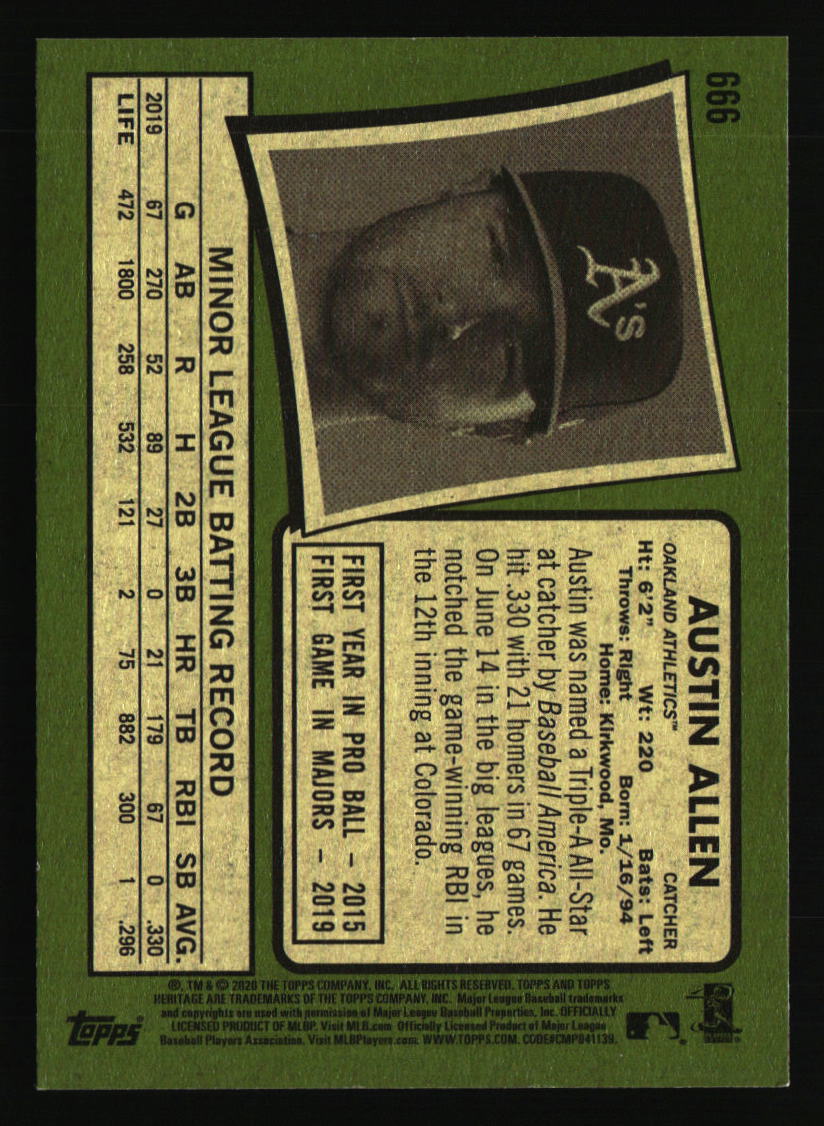 666
A's
AUSTIN ALLEN
OAKLAND ATHLETICS™ CATCHER
Ht: 6'2" Wt: 220 Bats: Left
Throws: Right Born: 1/16/94
Home: Kirkwood, Mo.
Austin was named a Triple-A All-Star
at catcher by Baseball America. He
hit .330 with 21 homers in 67 games.
On June 14 in the big leagues, he
notched the game-winning RBI in
the 12th inning at Colorado.
FIRST YEAR IN PRO BALL – 2015
FIRST GAME IN MAJORS – 2019
MINOR LEAGUE BATTING RECORD
G AB R H 2B 3B HR TB RBI SB AVG.
2019 67 270 52 89 27 0 21 179 67 0 .330
LIFE 472 1800 258 532 121 2 75 882 300 1 .296
®, TM & © 2020 THE TOPPS COMPANY, INC. ALL RIGHTS RESERVED. TOPPS AND TOPPS
HERITAGE ARE TRADEMARKS OF THE TOPPS COMPANY, INC. Major League Baseball trademarks
and copyrights are used with permission of Major League Baseball Properties, Inc. OFFICIALLY
LICENSED PRODUCT OF MLBP. Visit MLB.com Officially Licensed Product of Major League
Baseball Players Association. Visit MLBPlayers.com. WWW.TOPPS.COM. CODE#CMP841139.
Topps®